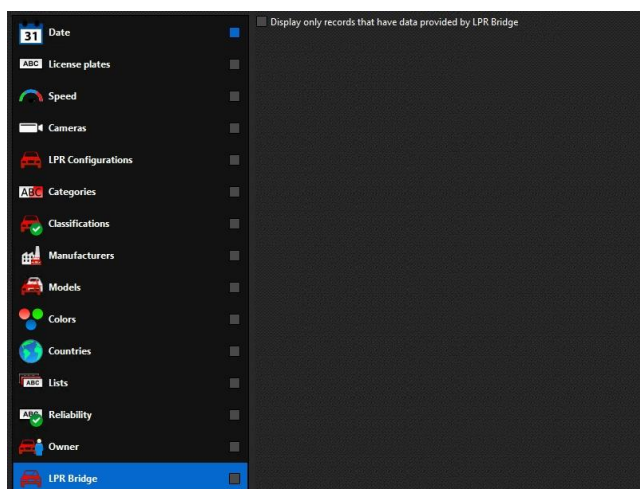 31
Date
Display only records that have data provided by LPR Bridge
ABC
License plates
Speed
Cameras
LPR Configurations
ABC
Categories
Classifications
Manufacturers
Models
Colors
Countries
ABC
Lists
ABC
Reliability
Owner
LPR Bridge